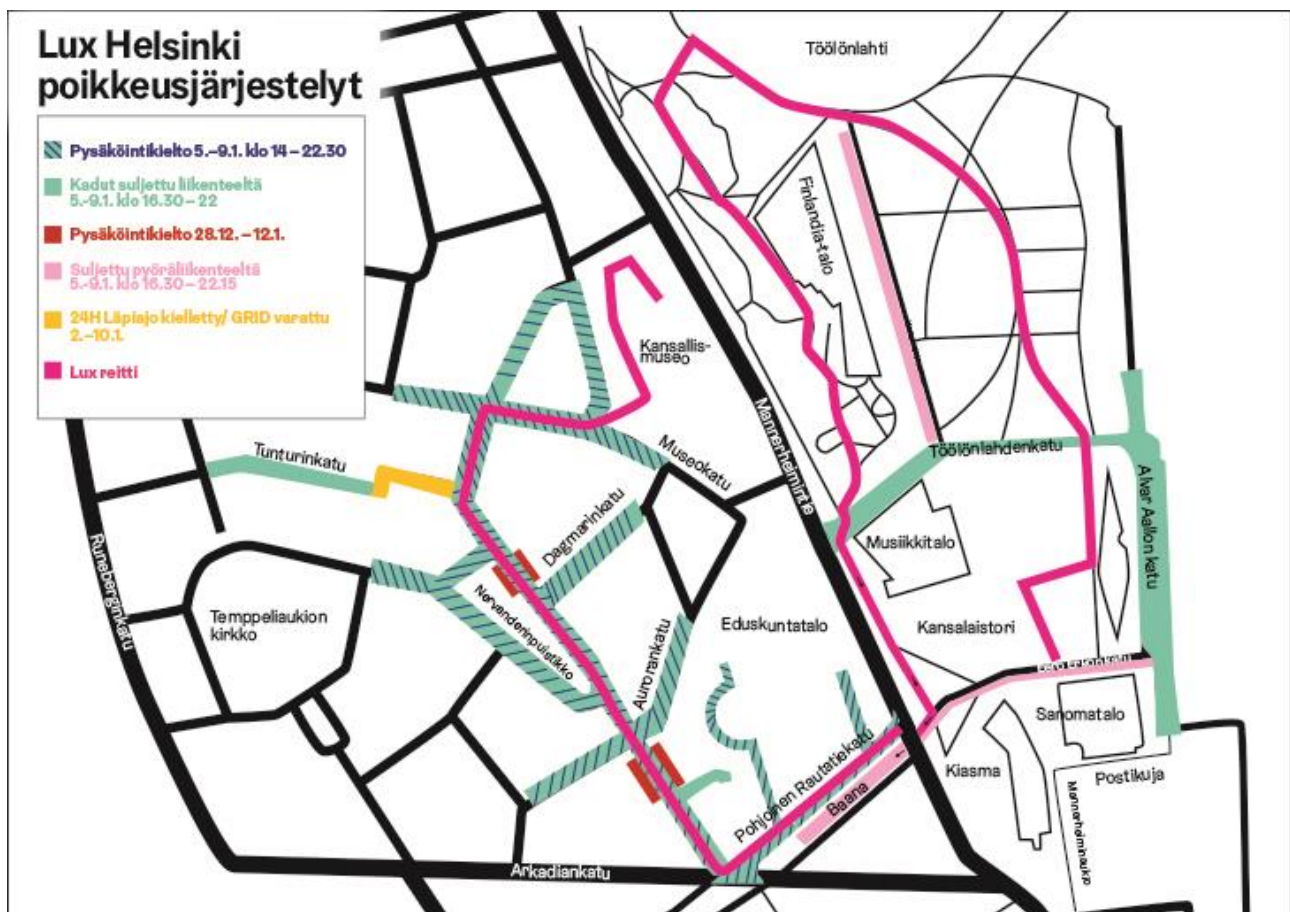 Lux Helsinki
poikkeusjärjestelyt
Pysäköintikielto 5.–9.1. klo 14 – 22.30
Kadut suljettu liikenteeltä
5.-9.1. klo 16.30 – 22
Pysäköintikielto 28.12. – 12.1.
Suljettu pyöräliikenteeltä
5.-9.1. klo 16.30 – 22.15
24H Läpiajo kielletty/ GRID varattu
2.–10.1.
Lux reitti
Töölönlahti
Finlandia-talo
Kansallis-
museo
Mannerheimintie
Museokatu
Töölönlahdenkatu
Tunturinkatu
Dagmarinkatu
Alvar Aallon katu
Musiikkitalo
Runeberginkatu
Nervanderinpuistikko
Temppeliaukion
kirkko
Aurorankatu
Eduskuntatalo
Kansalaistori
Eero Erkonkatu
Sanomatalo
Kiasma
Postikuja
Pohjoinen Rautatiekatu
Baana
Mannerheiminaukio
Arkadiankatu